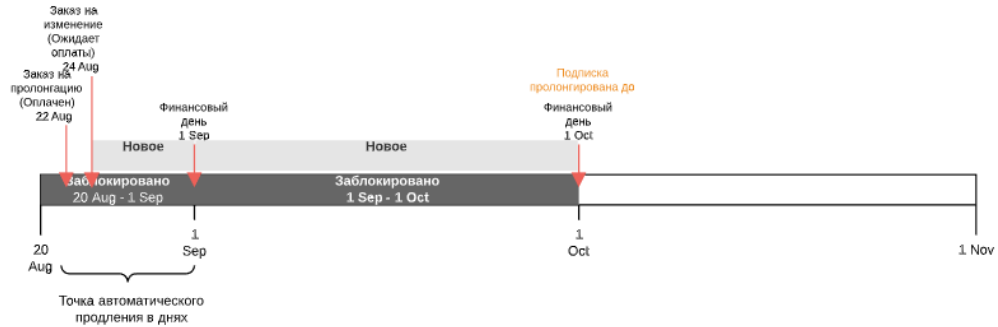 Заказ на
изменение
(Ожидает
оплаты)
24 Aug
Заказ на
пролонгацию
(Оплачен)
22 Aug
Финансовый
день
1 Sep
Подписка
пролонгирована до
Финансовый
день
1 Oct
Новое
Новое
Заблокировано
20 Aug - 1 Sep
Заблокировано
1 Sep - 1 Oct
20
Aug
1
Sep
1
Oct
1 Nov
Точка автоматического
продления в днях